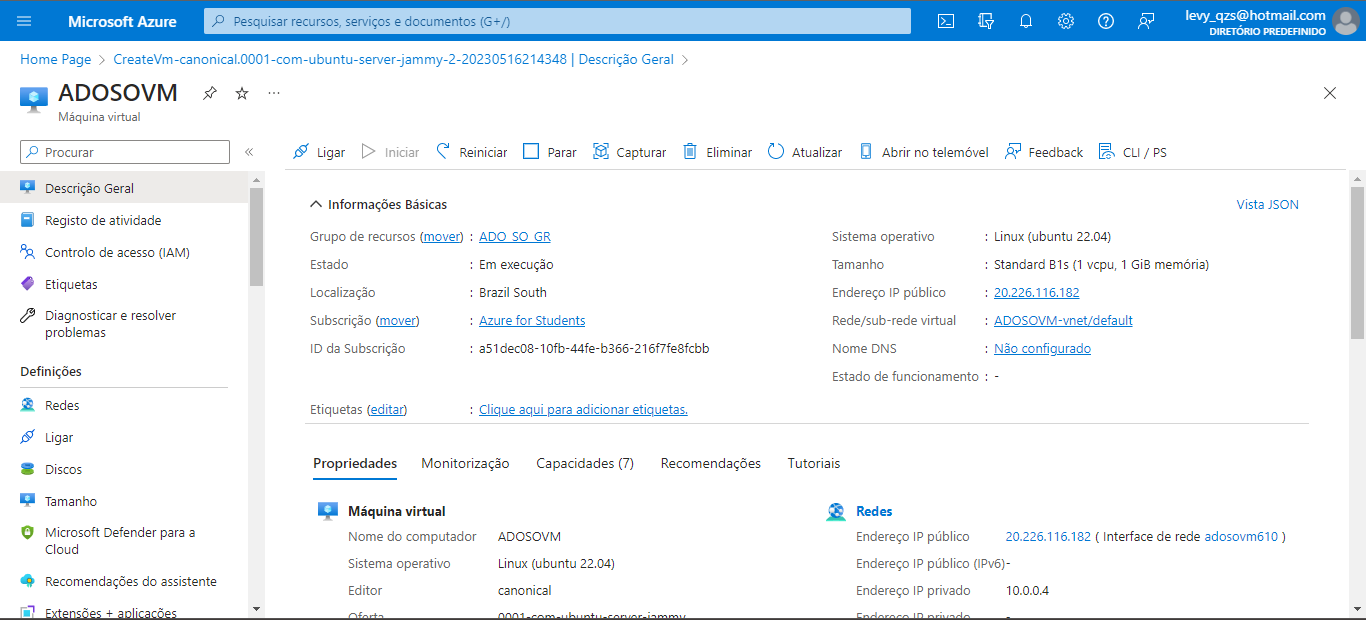 Microsoft Azure
Pesquisar recursos, serviços e documentos (G+/)
levy_qzs@hotmail.com
DIRETÓRIO PREDEFINIDO
Home Page > CreateVm-canonical.0001-com-ubuntu-server-jammy-2-20230516214348 | Descrição Geral >
ADOSOVM
...
Máquina virtual
Procurar
«
Descrição Geral
Registo de atividade
Controlo de acesso (IAM)
Etiquetas
Diagnosticar e resolver
problemas
Definições
Redes
Ligar
Discos
Tamanho
Microsoft Defender para a
Cloud
Recomendações do assistente
Extensões + aplicações
Ligar Iniciar Reiniciar Parar Capturar Eliminar Atualizar Abrir no telemóvel Feedback CLI / PS
Informações Básicas
Vista JSON
Grupo de recursos (mover) : ADO_SO_GR
Estado : Em execução
Localização : Brazil South
Subscrição (mover) : Azure for Students
ID da Subscrição : a51dec08-10fb-44fe-b366-216f7fe8fcbb
Sistema operativo : Linux (ubuntu 22.04)
Tamanho : Standard B1s (1 vcpu, 1 GiB memória)
Endereço IP público : 20.226.116.182
Rede/sub-rede virtual : ADOSOVM-vnet/default
Nome DNS : Não configurado
Estado de funcionamento : -
Etiquetas (editar) : Clique aqui para adicionar etiquetas.
Propriedades Monitorização Capacidades (7) Recomendações Tutoriais
Máquina virtual
Nome do computador ADOSOVM
Sistema operativo Linux (ubuntu 22.04)
Editor canonical
Oferta 0001-com-ubuntu-server-jammy
Redes
Endereço IP público 20.226.116.182 ( Interface de rede adosovm610 )
Endereço IP público (IPv6) -
Endereço IP privado 10.0.0.4
Endereço IP privado -